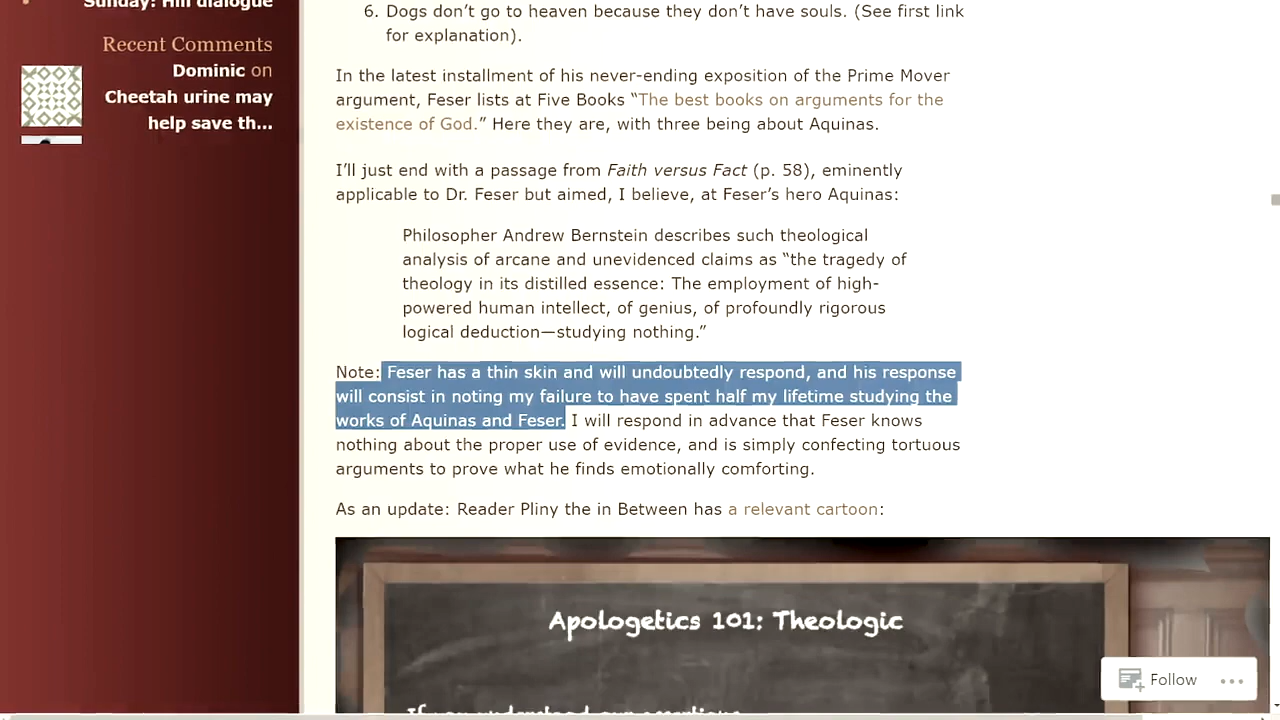 Sunday: Hili dialogue
Recent Comments
Dominic on
Cheetah urine may
help save th...
6. Dogs don’t go to heaven because they don’t have souls. (See first link
for explanation).
In the latest installment of his never-ending exposition of the Prime Mover
argument, Feser lists at Five Books “The best books on arguments for the
existence of God.” Here they are, with three being about Aquinas.
I’ll just end with a passage from Faith versus Fact (p. 58), eminently
applicable to Dr. Feser but aimed, I believe, at Feser’s hero Aquinas:
Philosopher Andrew Bernstein describes such theological
analysis of arcane and unevidenced claims as “the tragedy of
theology in its distilled essence: The employment of high-
powered human intellect, of genius, of profoundly rigorous
logical deduction—studying nothing.”
Note: Feser has a thin skin and will undoubtedly respond, and his response
will consist in noting my failure to have spent half my lifetime studying the
works of Aquinas and Feser. I will respond in advance that Feser knows
nothing about the proper use of evidence, and is simply confecting tortuous
arguments to prove what he finds emotionally comforting.
As an update: Reader Pliny the in Between has a relevant cartoon:
Apologetics 101: Theologic
If you understood our assertions
Follow